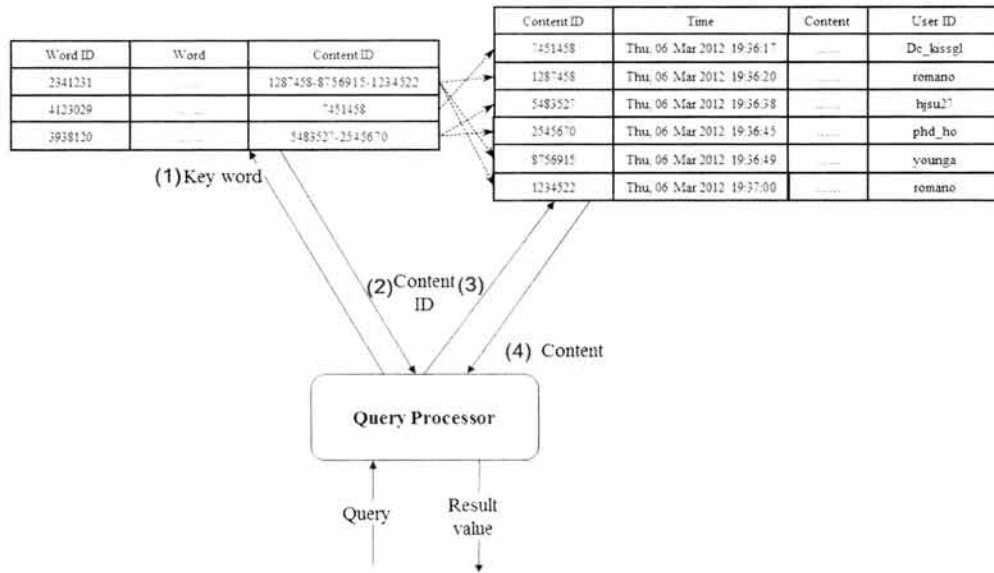 Word ID Word Content ID
2341231 ....... 1287458-8756915-1234522
4123029 ....... 7451458
3938120 ....... 5483527-2545670
Content ID Time Content User ID
7451458 Thu, 06 Mar 2012 19:36:17 ....... Dc_kissgl
1287458 Thu, 06 Mar 2012 19:36:20 ....... romano
5483527 Thu, 06 Mar 2012 19:36:38 ....... hjsu27
2545670 Thu, 06 Mar 2012 19:36:45 ....... phd_ho
8756915 Thu, 06 Mar 2012 19:36:49 ....... younga
1234522 Thu, 06 Mar 2012 19:37:00 ....... romano
(1) Key word
(2) Content (3)
ID
(4) Content
Query Processor
Query
Result
value